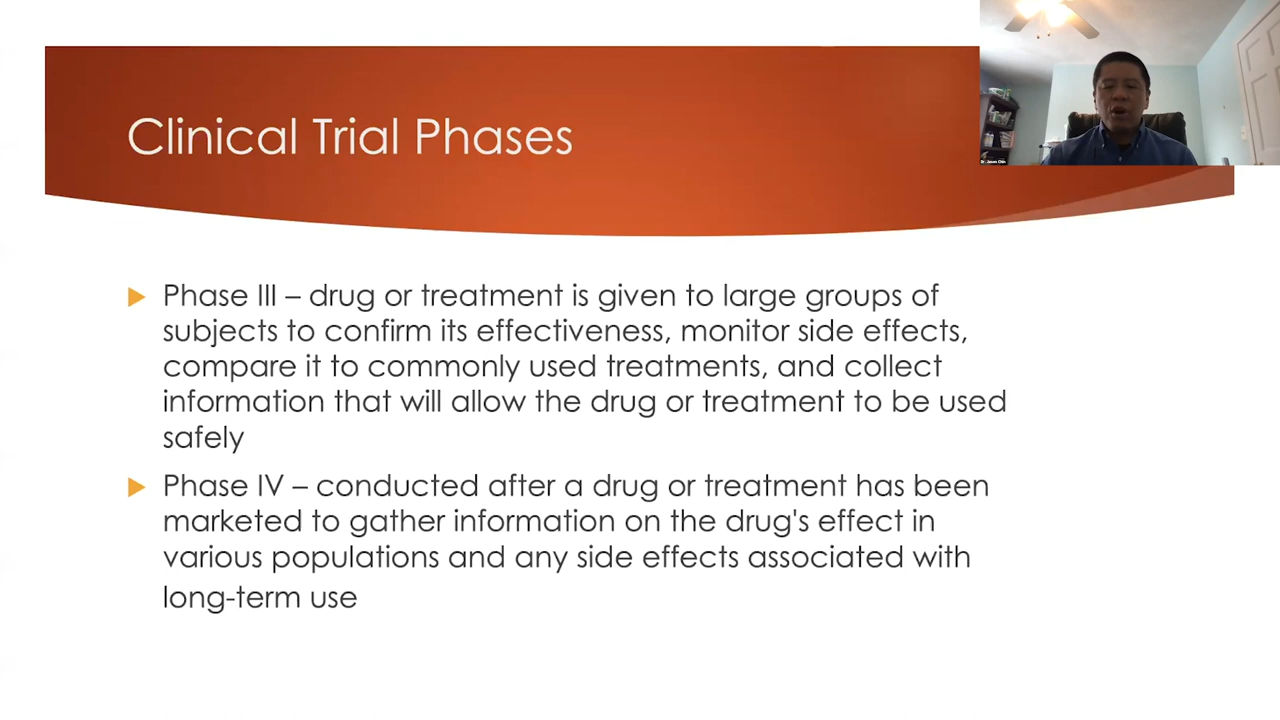 Clinical Trial Phases
Dr. Jason Chin
Phase III – drug or treatment is given to large groups of
subjects to confirm its effectiveness, monitor side effects,
compare it to commonly used treatments, and collect
information that will allow the drug or treatment to be used
safely
Phase IV – conducted after a drug or treatment has been
marketed to gather information on the drug's effect in
various populations and any side effects associated with
long-term use